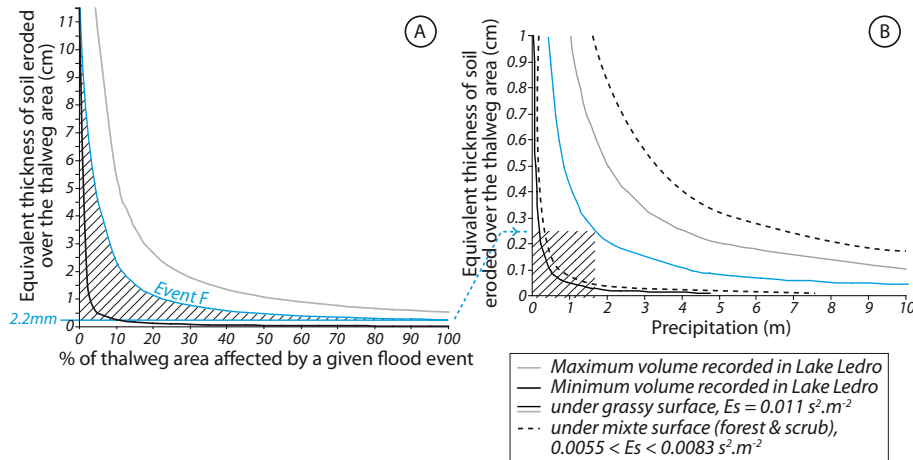 A
Equivalent thickness of soil eroded
over the thalweg area (cm)
11
10
9
8
7
6
5
4
3
2
1
0
2.2mm
Event F
0 10 20 30 40 50 60 70 80 90 100
% of thalweg area affected by a given flood event
B
Equivalent thickness of soil
eroded over the thalweg area (cm)
1
0.9
0.8
0.7
0.6
0.5
0.4
0.3
0.2
0.1
0
0 1 2 3 4 5 6 7 8 9 10
Precipitation (m)
Maximum volume recorded in Lake Ledro
Minimum volume recorded in Lake Ledro
under grassy surface, Es = 0.011 s².m⁻²
under mixte surface (forest & scrub),
0.0055 < Es < 0.0083 s².m⁻²